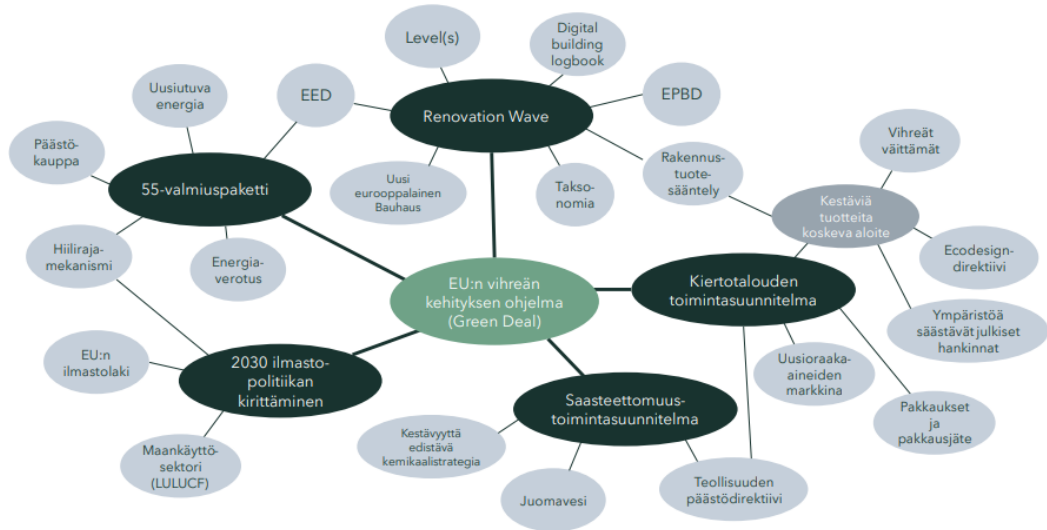 Level(s)
Digital
building
logbook
Uusiutuva
energia
EED
Renovation Wave
EPBD
Päästö-
kauppa
55-valmiuspaketti
Uusi
eurooppalainen
Bauhaus
Takso-
nomia
Rakennus-
tuote-
sääntely
Vihreät
väittämät
Kestäviä
tuotteita
koskeva aloite
Hiiliraja-
mekanismi
Energia-
verotus
EU:n vihreän
kehityksen ohjelma
(Green Deal)
Kiertotalouden
toimintasuunnitelma
Ecodesign-
direktiivi
Ympäristöä
säästävät julkiset
hankinnat
EU:n
ilmastolaki
2030 ilmasto-
politiikan
kirittäminen
Uusioraaka-
aineiden
markkina
Saasteettomuus-
toimintasuunnitelma
Pakkaukset
ja
pakkausjäte
Maankäyttö-
sektori
(LULUCF)
Kestävyyttä
edistävä
kemikaalistrategia
Juomavesi
Teollisuuden
päästödirektiivi